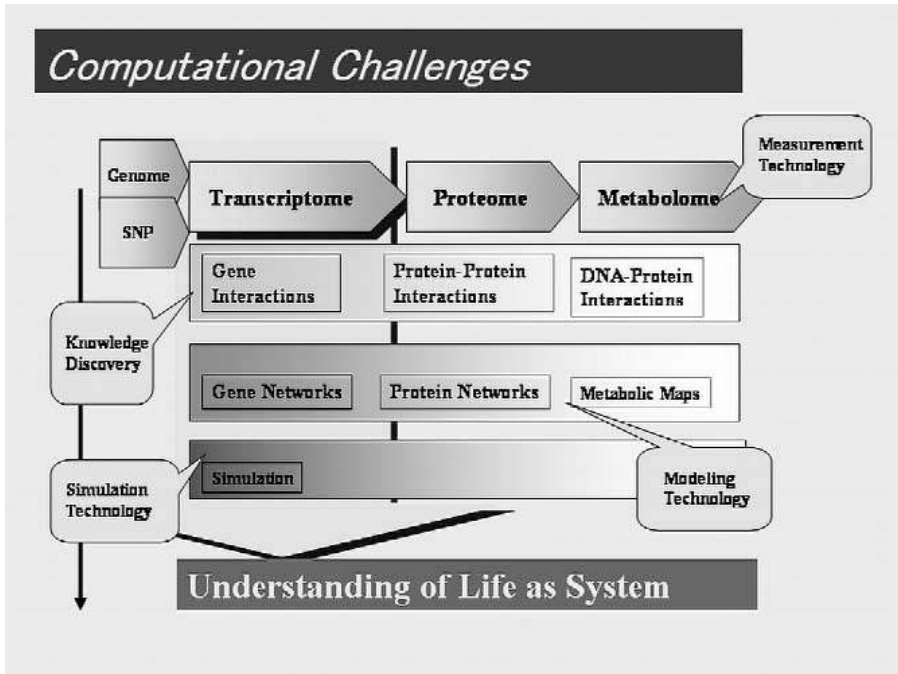 Computational Challenges
Measurement
Technology
Genome
SNP
Transcriptome
Proteome
Metabolome
Gene
Interactions
Protein-Protein
Interactions
DNA-Protein
Interactions
Knowledge
Discovery
Gene Networks
Protein Networks
Metabolic Maps
Simulation
Simulation
Technology
Modeling
Technology
Understanding of Life as System